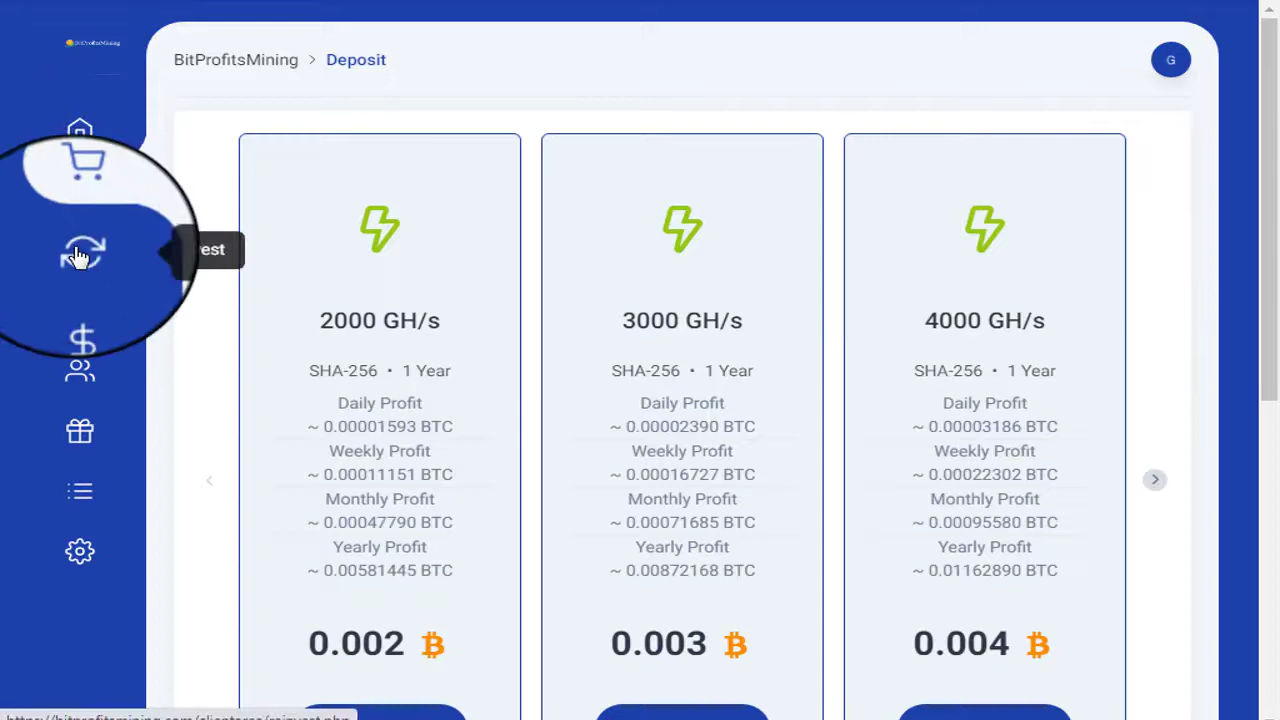 BitProfitsMining
BitProfitsMining > Deposit
G
est
2000 GH/s
SHA-256 • 1 Year
Daily Profit
~ 0.00001593 BTC
Weekly Profit
~ 0.00011151 BTC
Monthly Profit
~ 0.00047790 BTC
Yearly Profit
~ 0.00581445 BTC
0.002
3000 GH/s
SHA-256 • 1 Year
Daily Profit
~ 0.00002390 BTC
Weekly Profit
~ 0.00016727 BTC
Monthly Profit
~ 0.00071685 BTC
Yearly Profit
~ 0.00872168 BTC
0.003
4000 GH/s
SHA-256 • 1 Year
Daily Profit
~ 0.00003186 BTC
Weekly Profit
~ 0.00022302 BTC
Monthly Profit
~ 0.00095580 BTC
Yearly Profit
~ 0.01162890 BTC
0.004